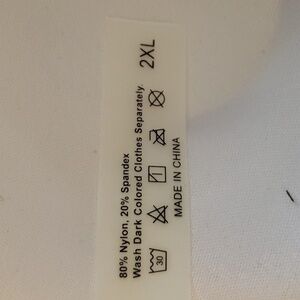 80% Nylon, 20% Spandex
Wash Dark Colored Clothes Separately.
30
MADE IN CHINA
2XL